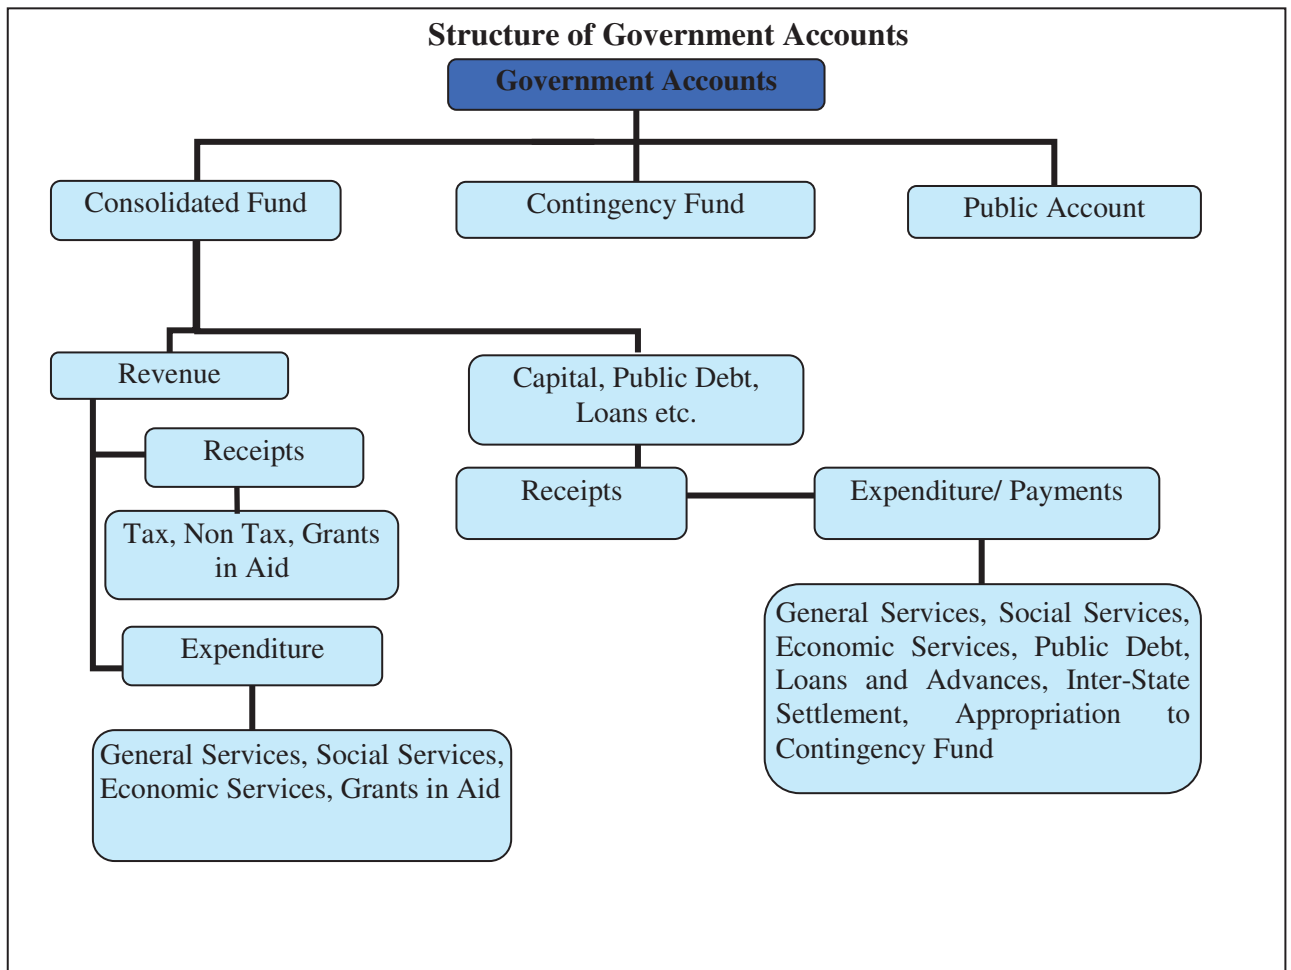 Structure of Government Accounts
Government Accounts
Consolidated Fund
Contingency Fund
Public Account
Revenue
Capital, Public Debt,
Loans etc.
Receipts
Tax, Non Tax, Grants
in Aid
Expenditure
General Services, Social Services,
Economic Services, Grants in Aid
Receipts
Expenditure/ Payments
General Services, Social Services,
Economic Services, Public Debt,
Loans and Advances, Inter-State
Settlement, Appropriation to
Contingency Fund